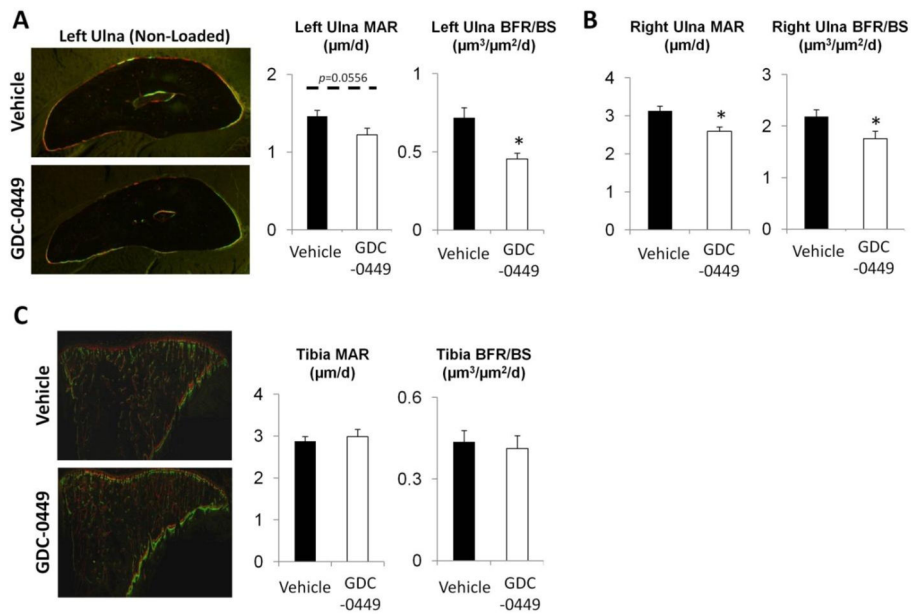 A
Left Ulna (Non-Loaded)
Vehicle
GDC-0449
Left Ulna MAR
(µm/d)
p=0.0556
2
1
0
Vehicle
GDC
-0449
Left Ulna BFR/BS
(µm³/µm²/d)
1
0.5
0
*
Vehicle
GDC
-0449
B
Right Ulna MAR
(µm/d)
4
3
2
1
0
*
Vehicle
GDC
-0449
Right Ulna BFR/BS
(µm³/µm²/d)
3
2
1
0
*
Vehicle
GDC
-0449
C
Vehicle
GDC-0449
Tibia MAR
(µm/d)
4
3
2
1
0
Vehicle
GDC
-0449
Tibia BFR/BS
(µm³/µm²/d)
0.6
0.3
0
Vehicle
GDC
-0449